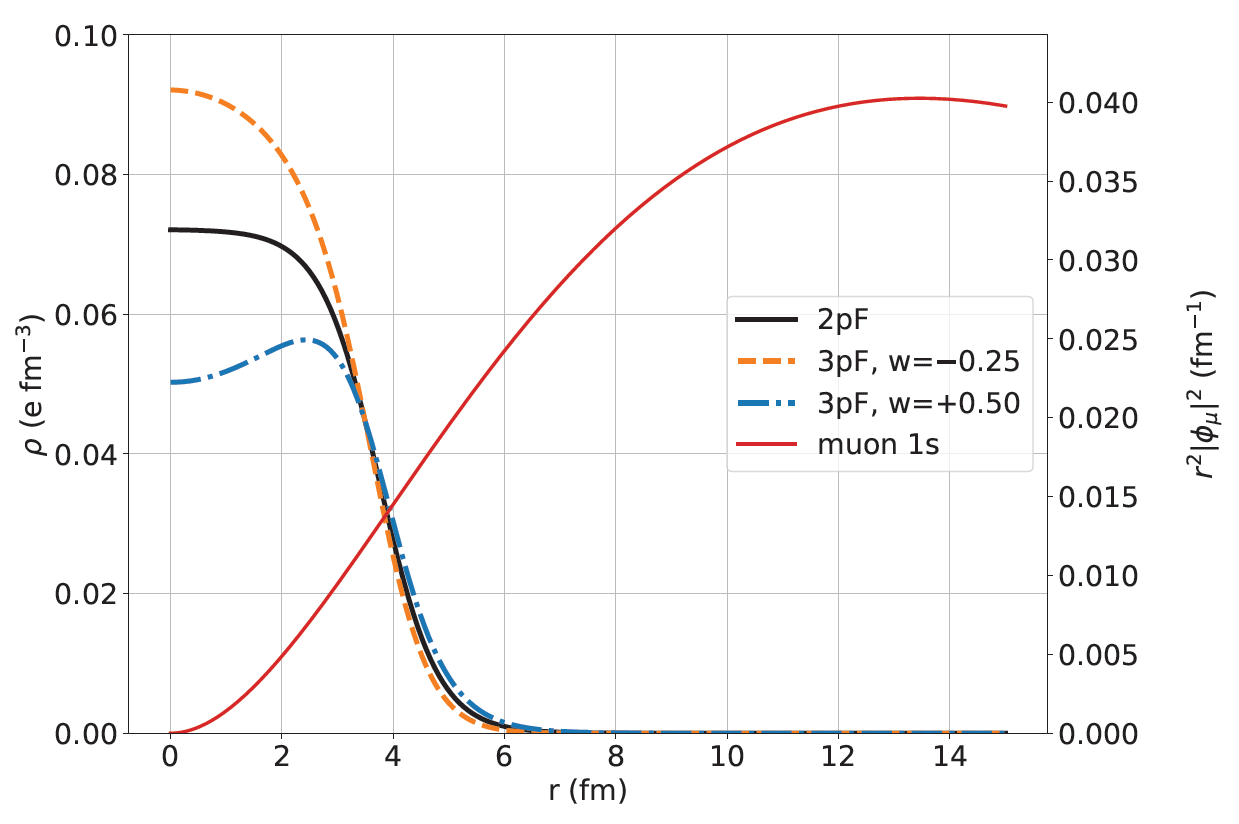 0.10
0.08
0.06
0.04
0.02
0.00
ρ (e fm⁻³)
0 2 4 6 8 10 12 14
r (fm)
2pF
3pF, w=−0.25
3pF, w=+0.50
muon 1s
0.040
0.035
0.030
0.025
0.020
0.015
0.010
0.005
0.000
r²|ϕ_μ|² (fm⁻¹)